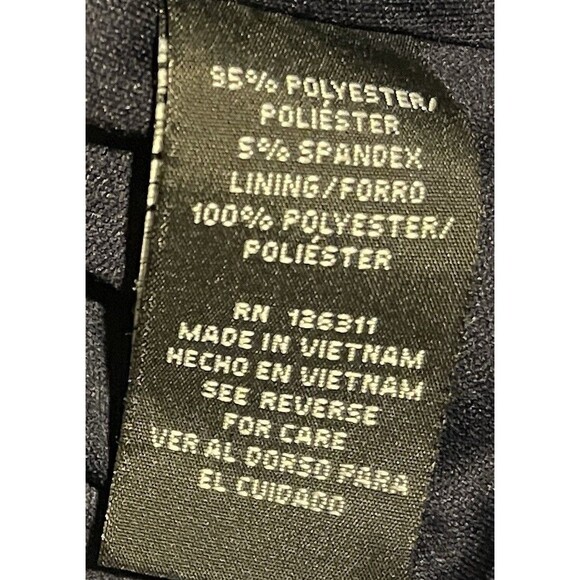 95% POLYESTER/
POLIÉSTER
5% SPANDEX
LINING/FORRO
100% POLYESTER/
POLIÉSTER
RN 136311
MADE IN VIETNAM
HECHO EN VIETNAM
SEE REVERSE
FOR CARE
VER AL DORSO PARA
EL CUIDADO